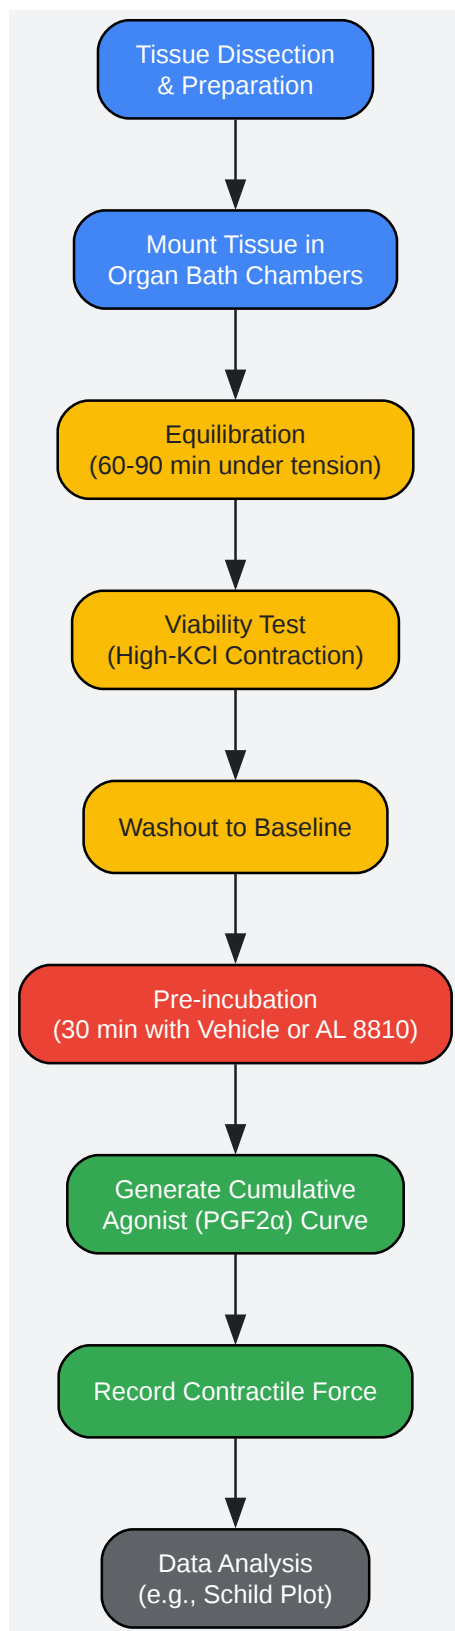 Tissue Dissection
& Preparation
Mount Tissue in
Organ Bath Chambers
Equilibration
(60-90 min under tension)
Viability Test
(High-KCl Contraction)
Washout to Baseline
Pre-incubation
(30 min with Vehicle or AL 8810)
Generate Cumulative
Agonist (PGF2α) Curve
Record Contractile Force
Data Analysis
(e.g., Schild Plot)